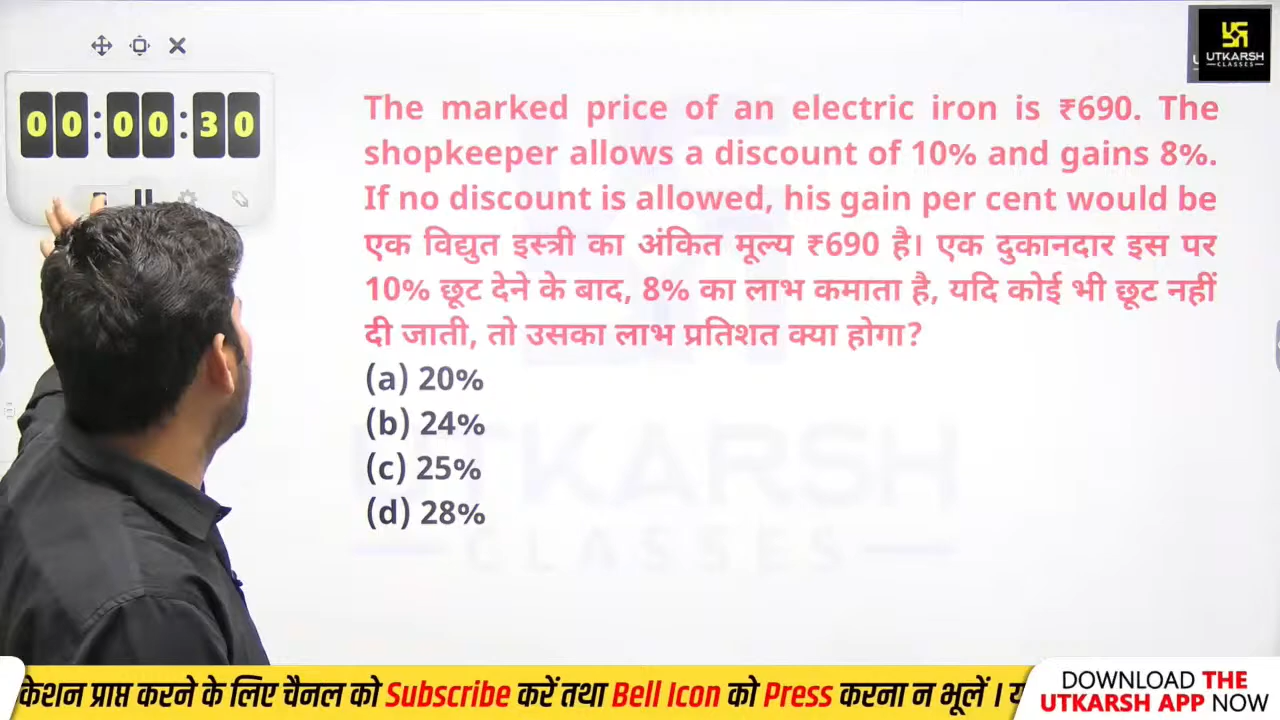 UTKARSH
CLASSES
00:00:30
The marked price of an electric iron is ₹690. The
shopkeeper allows a discount of 10% and gains 8%.
If no discount is allowed, his gain per cent would be
एक विद्युत इस्त्री का अंकित मूल्य ₹690 है। एक दुकानदार इस पर
10% छूट देने के बाद, 8% का लाभ कमाता है, यदि कोई भी छूट नहीं
दी जाती, तो उसका लाभ प्रतिशत क्या होगा?
(a) 20%
(b) 24%
(c) 25%
(d) 28%
UTKARSH
CLASSES
केशन प्राप्त करने के लिए चैनल को Subscribe करें तथा Bell Icon को Press करना न भूलें ।
DOWNLOAD THE
UTKARSH APP NOW